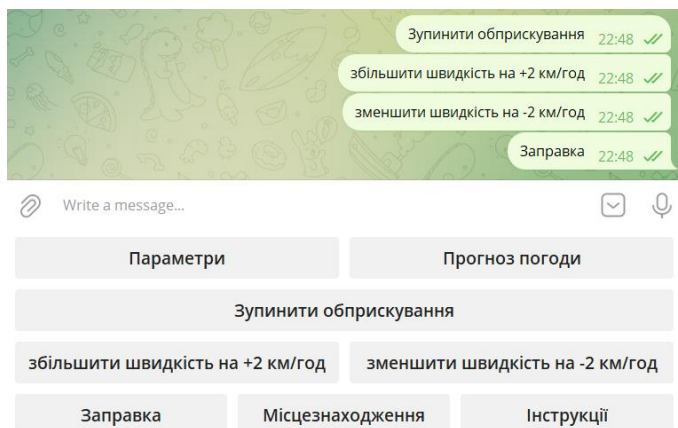 Зупинити обприскування 22:48
збільшити швидкість на +2 км/год 22:48
зменшити швидкість на -2 км/год 22:48
Заправка 22:48
Write a message...
Параметри Прогноз погоди
Зупинити обприскування
збільшити швидкість на +2 км/год зменшити швидкість на -2 км/год
Заправка Місцезнаходження Інструкції